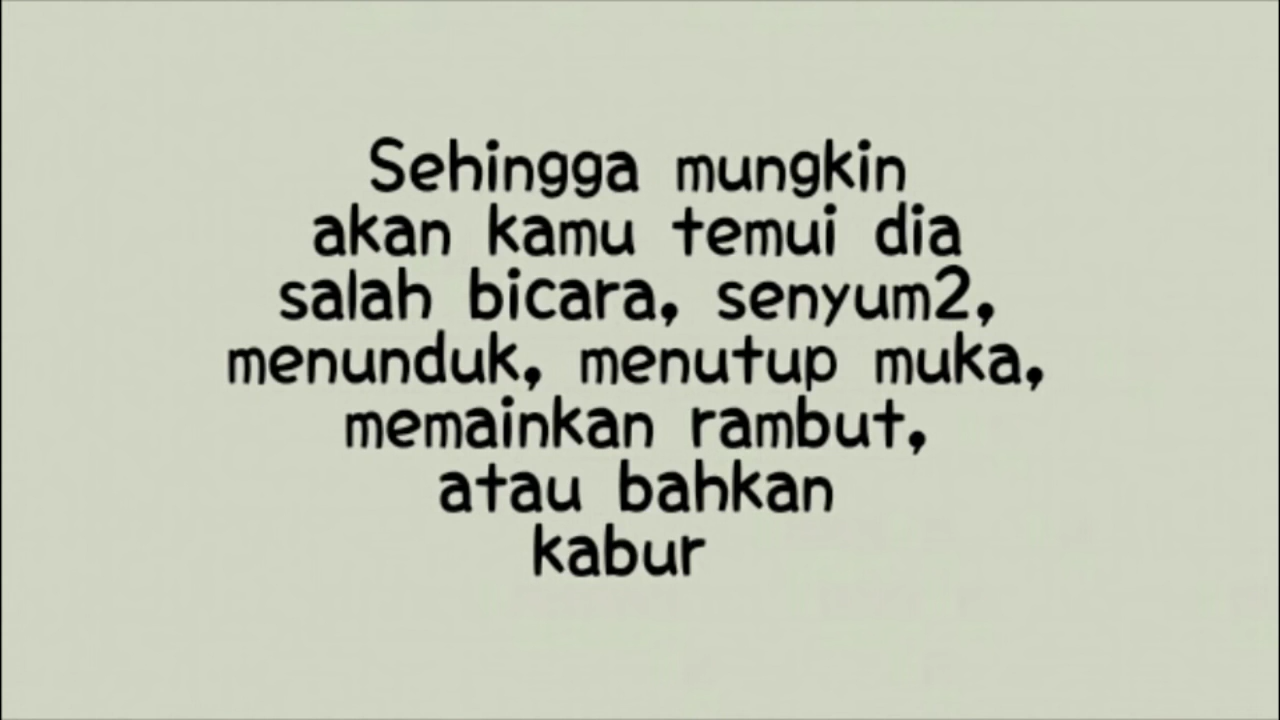 Sehingga mungkin
akan kamu temui dia
salah bicara, senyum2,
menunduk, menutup muka,
memainkan rambut,
atau bahkan
kabur